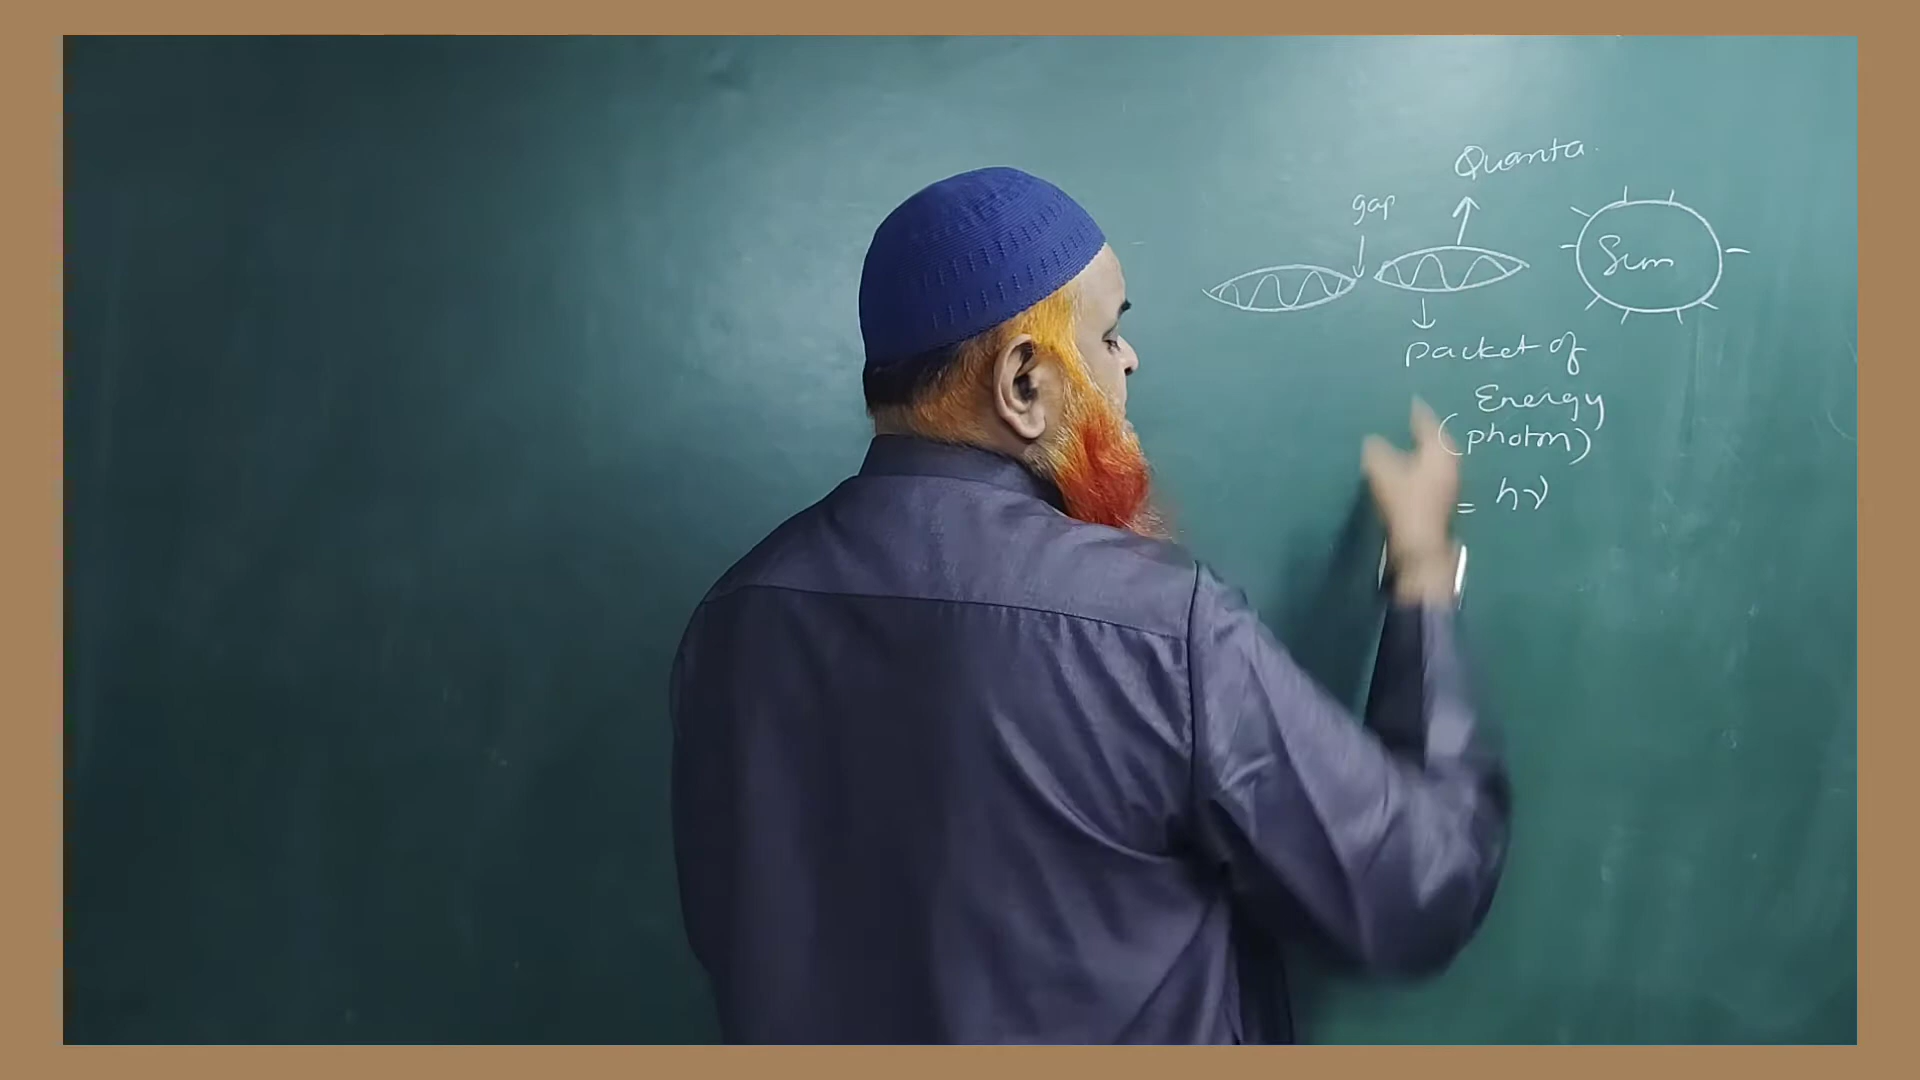 Quanta.
gap
Sun
packet of
Energy
(photon)
= hν